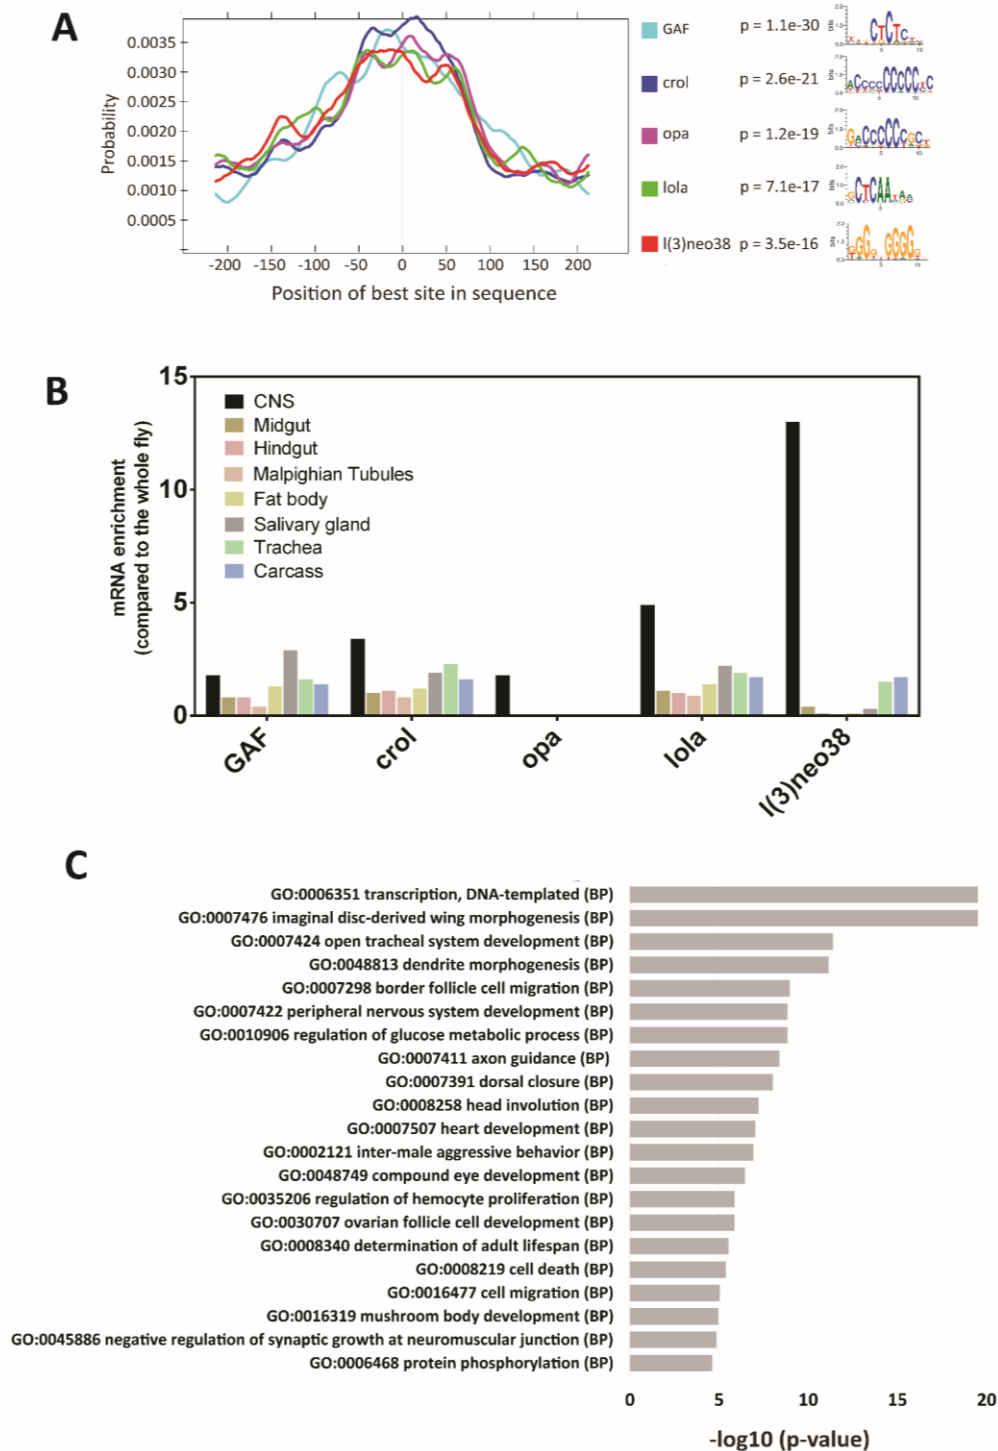 A
0.0035
0.0030
0.0025
0.0020
0.0015
0.0010
0.0005
Probability
-200 -150 -100 -50 0 50 100 150 200
Position of best site in sequence
GAF p = 1.1e-30
crol p = 2.6e-21
opa p = 1.2e-19
lola p = 7.1e-17
l(3)neo38 p = 3.5e-16
B
15
10
5
0
mRNA enrichment
(compared to the whole fly)
CNS
Midgut
Hindgut
Malpighian Tubules
Fat body
Salivary gland
Trachea
Carcass
GAF crol opa lola l(3)neo38
C
GO:0006351 transcription, DNA-templated (BP)
GO:0007476 imaginal disc-derived wing morphogenesis (BP)
GO:0007424 open tracheal system development (BP)
GO:0048813 dendrite morphogenesis (BP)
GO:0007298 border follicle cell migration (BP)
GO:0007422 peripheral nervous system development (BP)
GO:0010906 regulation of glucose metabolic process (BP)
GO:0007411 axon guidance (BP)
GO:0007391 dorsal closure (BP)
GO:0008258 head involution (BP)
GO:0007507 heart development (BP)
GO:0002121 inter-male aggressive behavior (BP)
GO:0048749 compound eye development (BP)
GO:0035206 regulation of hemocyte proliferation (BP)
GO:0030707 ovarian follicle cell development (BP)
GO:0008340 determination of adult lifespan (BP)
GO:0008219 cell death (BP)
GO:0016477 cell migration (BP)
GO:0016319 mushroom body development (BP)
GO:0045886 negative regulation of synaptic growth at neuromuscular junction (BP)
GO:0006468 protein phosphorylation (BP)
0 5 10 15 20
-log10 (p-value)